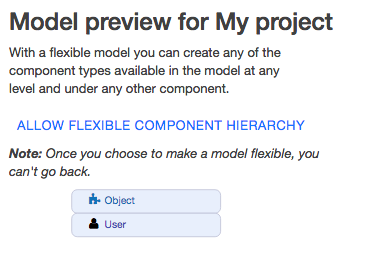 Model preview for My project
With a flexible model you can create any of the
component types available in the model at any
level and under any other component.
ALLOW FLEXIBLE COMPONENT HIERARCHY
Note: Once you choose to make a model flexible, you
can't go back.
Object
User